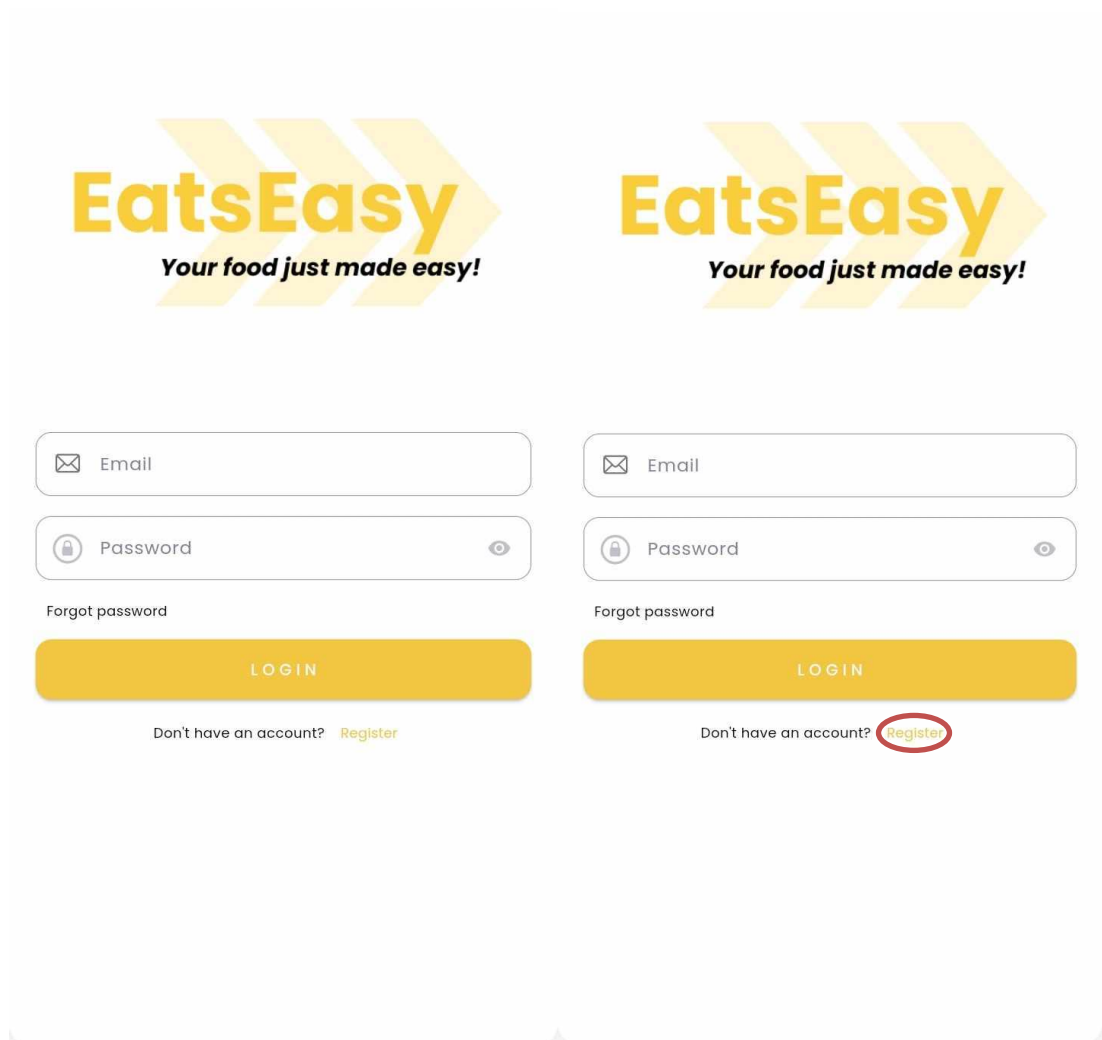 EatsEasy
Your food just made easy!
Email
Password
Forgot password
LOGIN
Don't have an account? Register
EatsEasy
Your food just made easy!
Email
Password
Forgot password
LOGIN
Don't have an account? Register